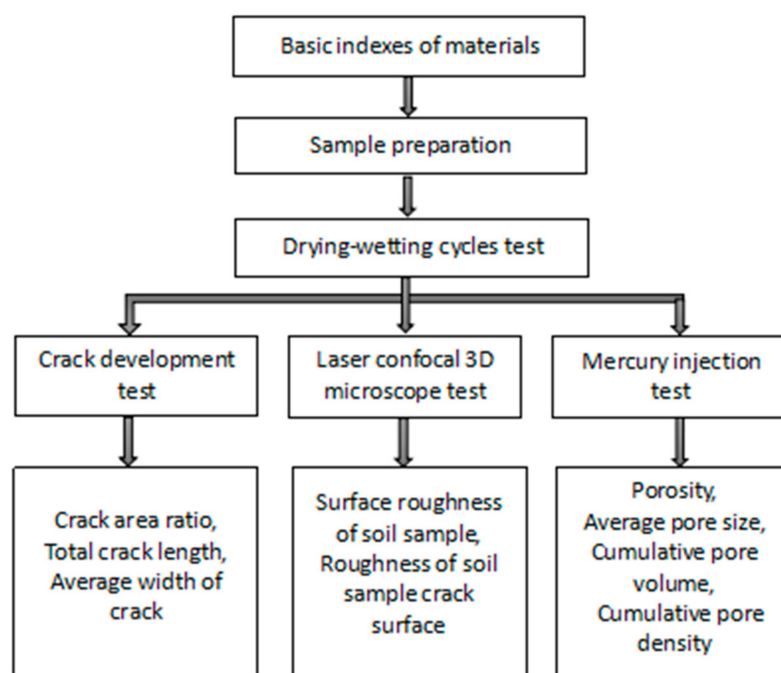 Basic indexes of materials
Sample preparation
Drying-wetting cycles test
Crack development
test
Laser confocal 3D
microscope test
Mercury injection
test
Crack area ratio,
Total crack length,
Average width of
crack
Surface roughness
of soil sample,
Roughness of soil
sample crack
surface
Porosity,
Average pore size,
Cumulative pore
volume,
Cumulative pore
density